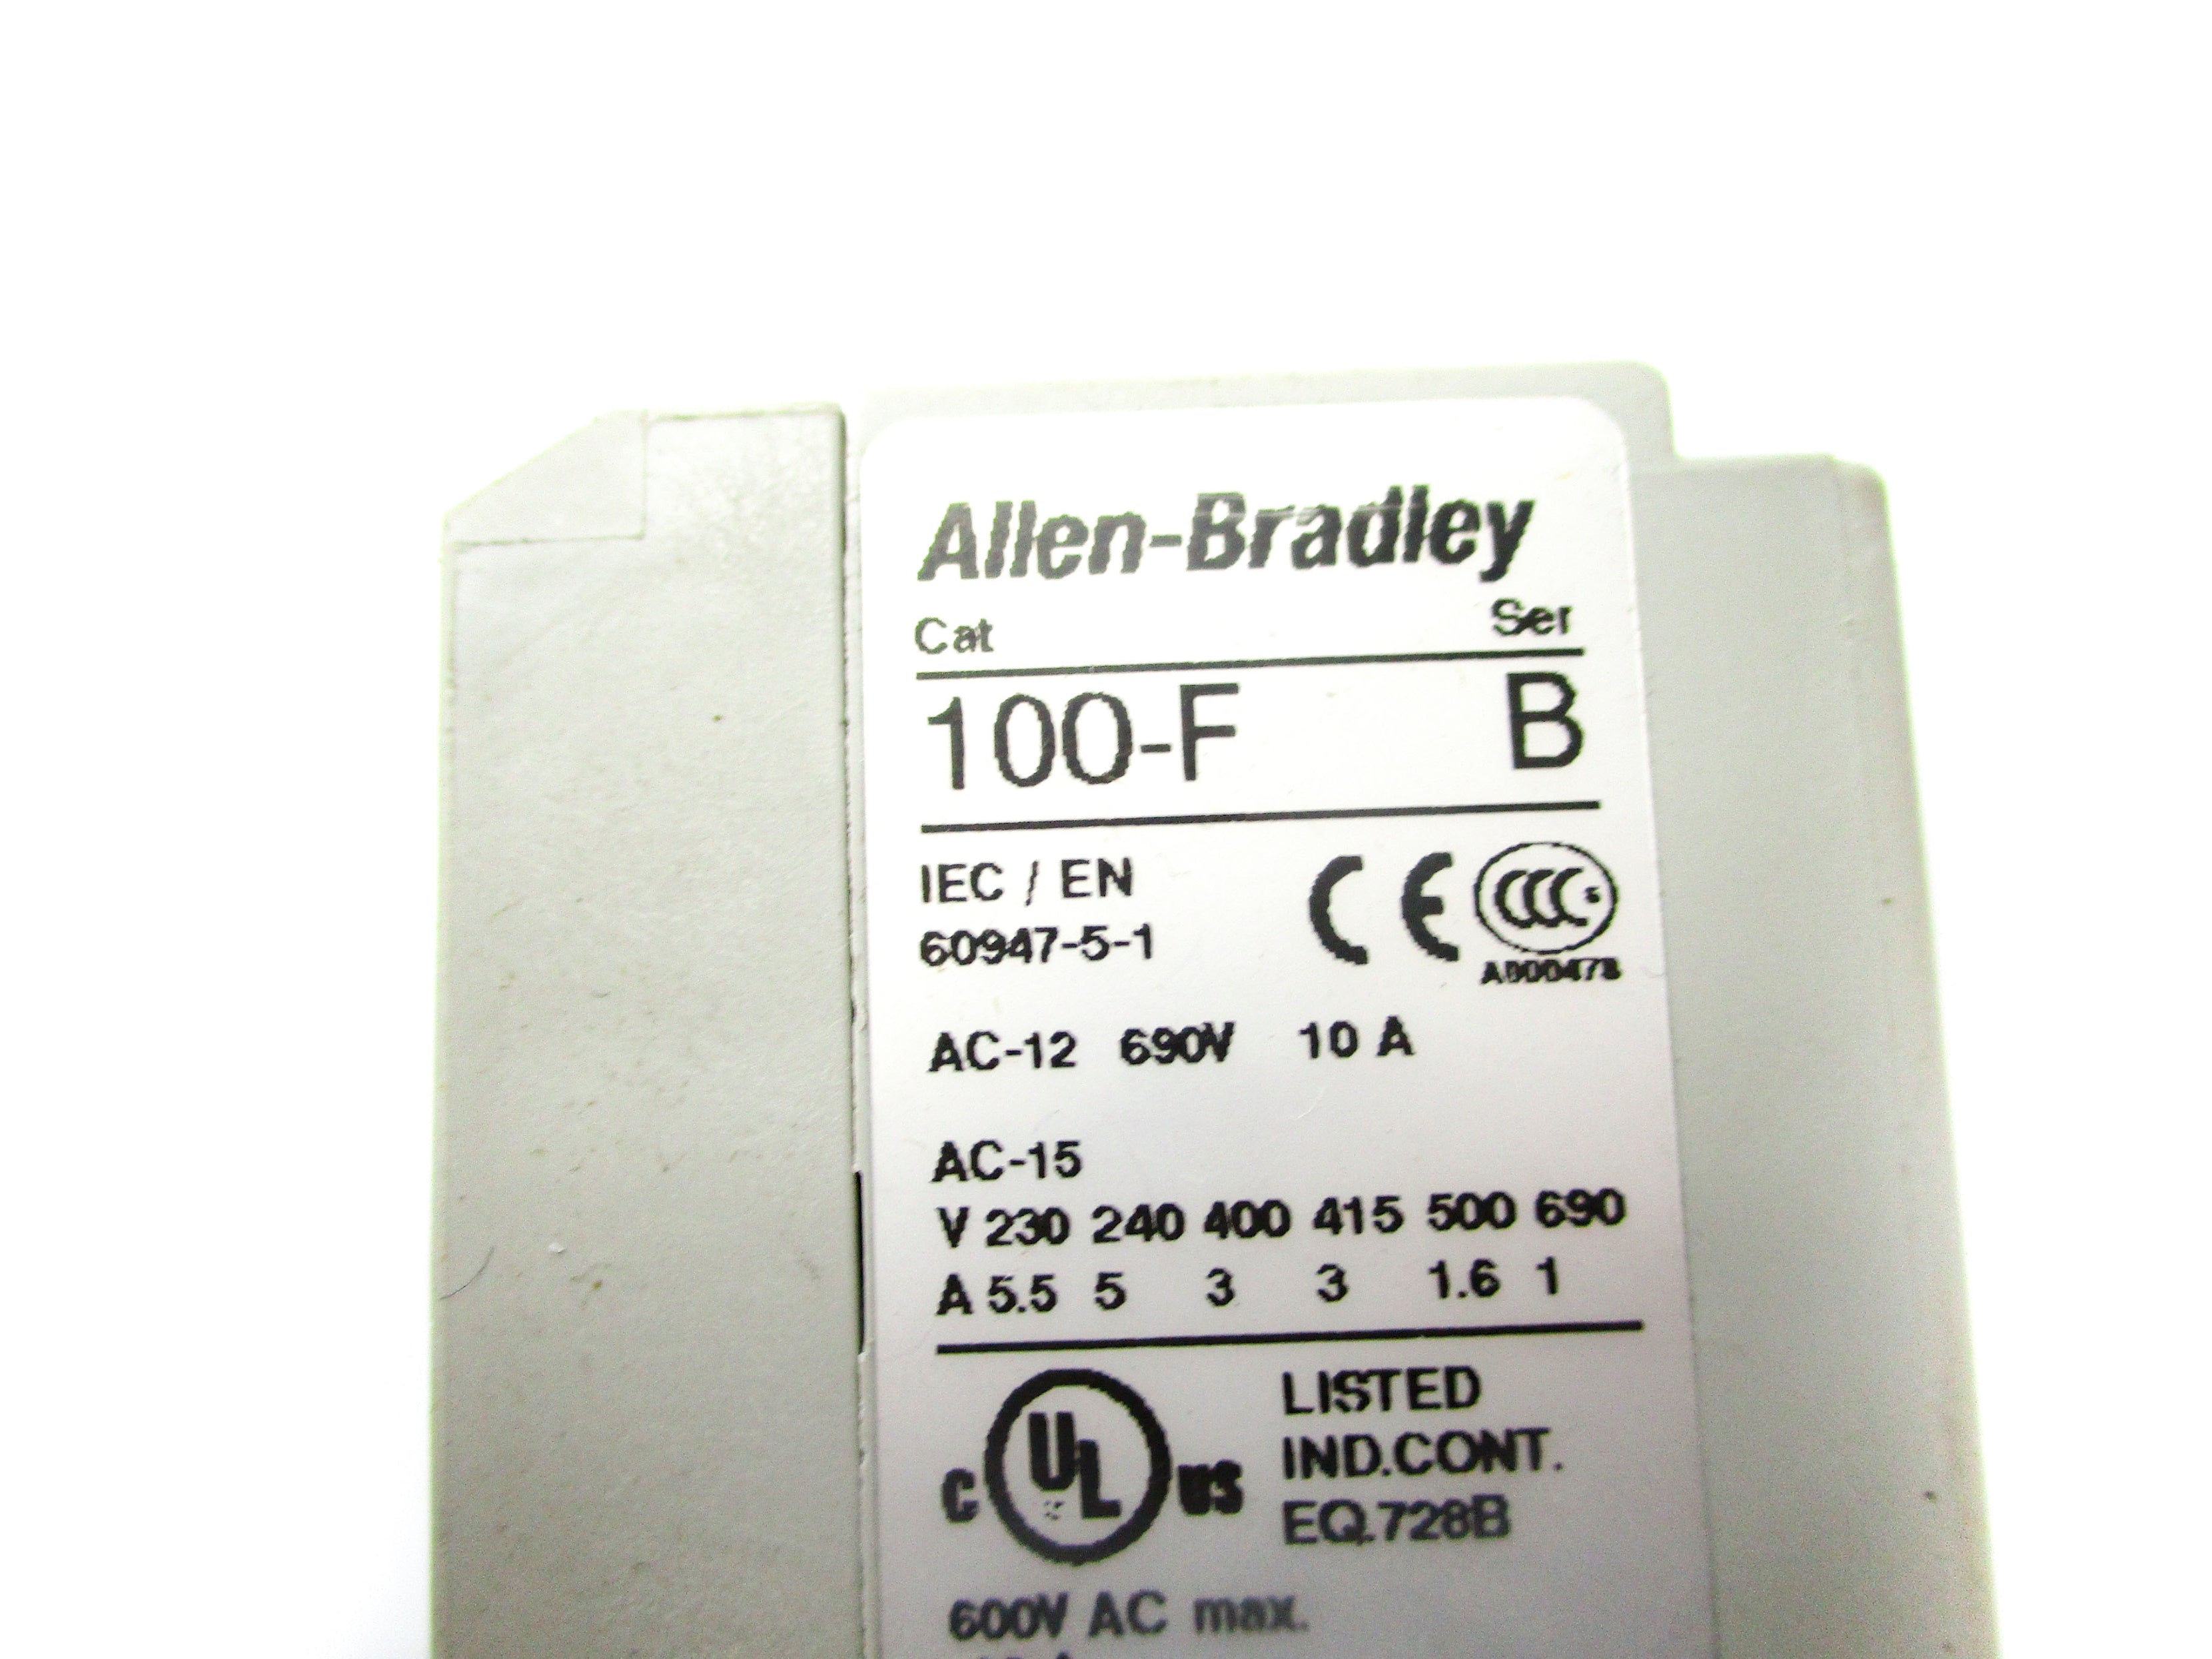 Allen-Bradley
Cat Ser
100-F B
IEC / EN
60947-5-1
CE CCC S
A000478
AC-12 690V 10 A
AC-15
V 230 240 400 415 500 690
A 5.5 5 3 3 1.6 1
C UL US LISTED
IND.CONT.
EQ.728B
600V AC max.